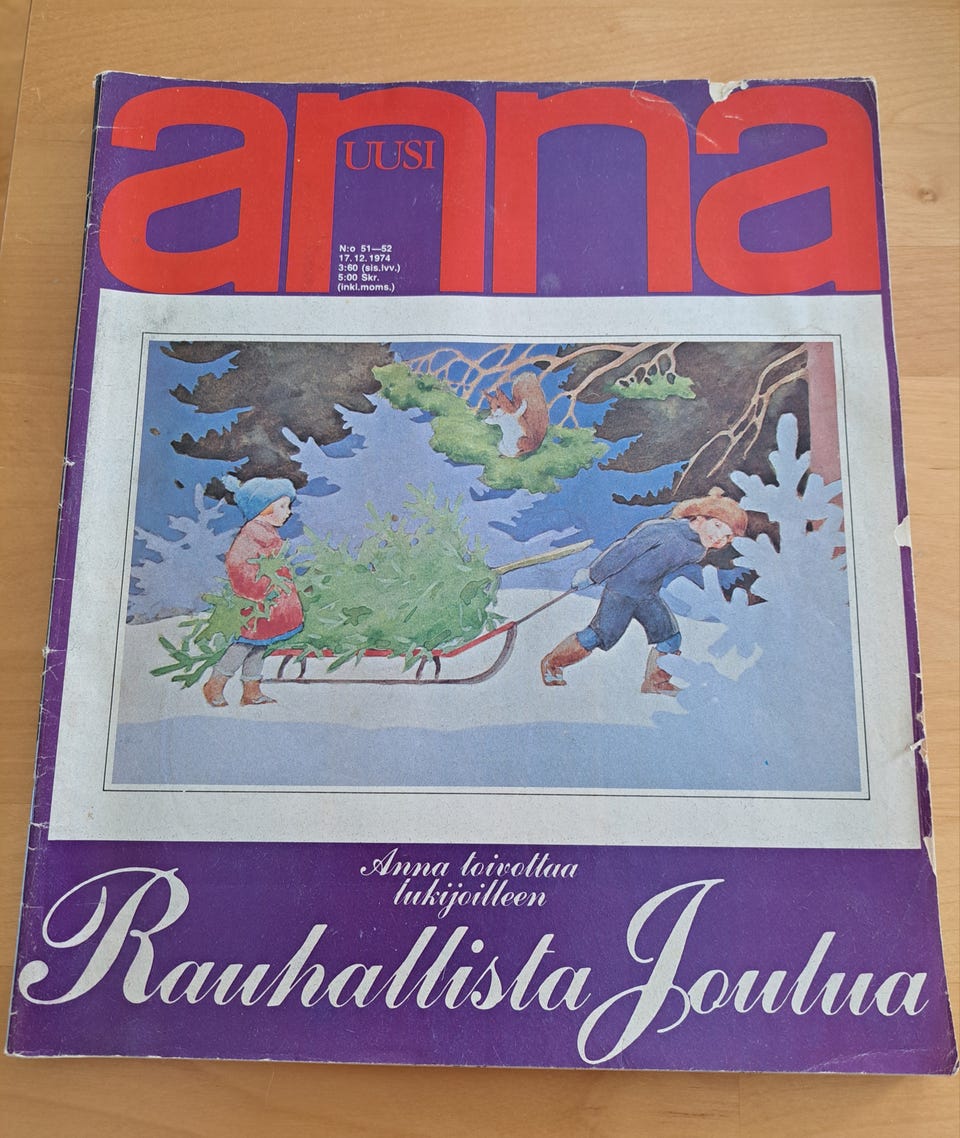 anna
UUSI
N:o 51—52
17.12.1974
3:60 (sis.lvv.)
5:00 Skr.
(inkl.moms.)
Anna toivottaa
lukijoilleen
Rauhallista Joulua